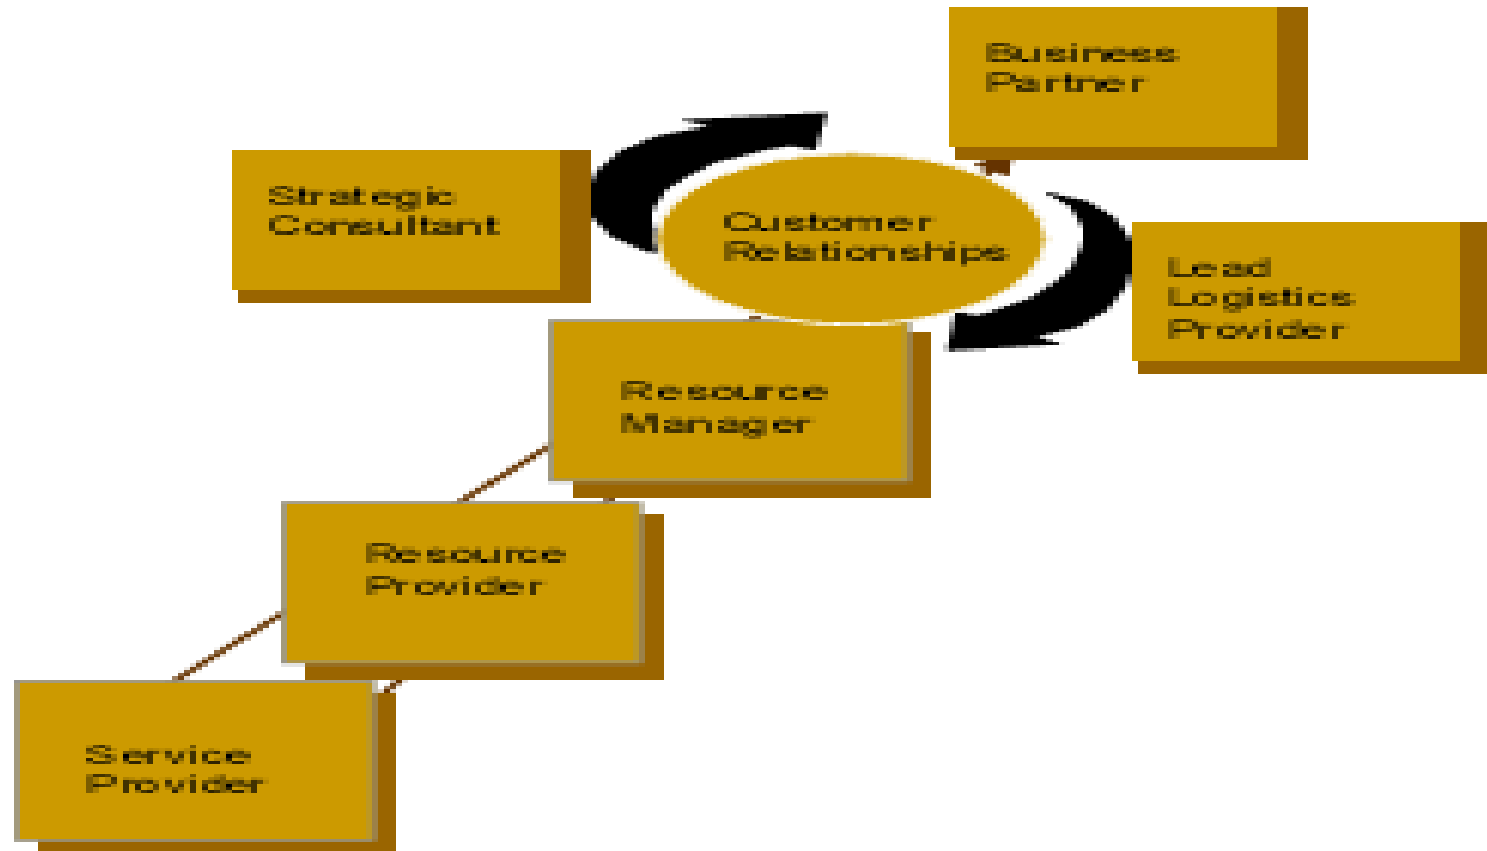 Business
Partner
Strategic
Consultant
Customer
Relationships
Lead
Logistics
Provider
Resource
Manager
Resource
Provider
Service
Provider